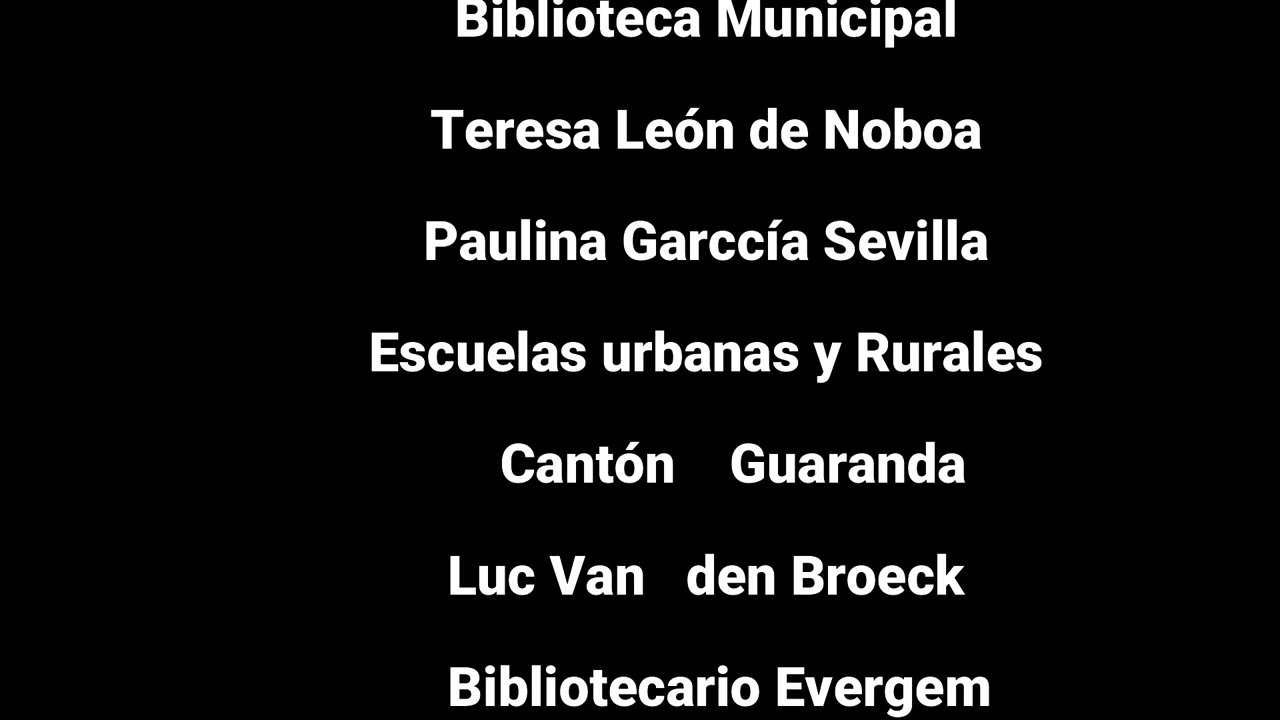 Biblioteca Municipal
Teresa León de Noboa
Paulina Garccía Sevilla
Escuelas urbanas y Rurales
Cantón Guaranda
Luc Van den Broeck
Bibliotecario Evergem